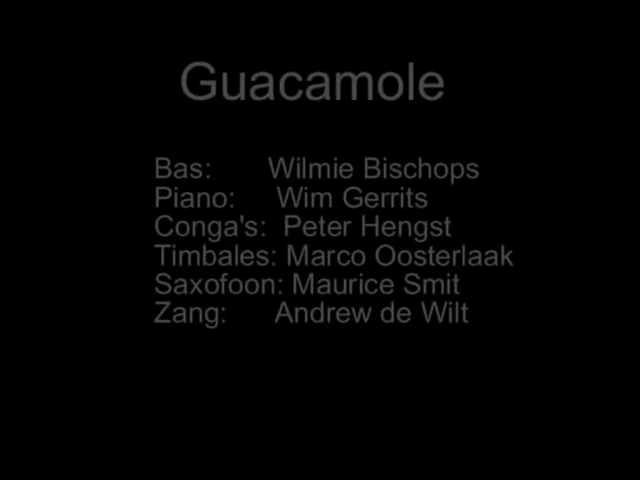 Guacamole
Bas: Wilmie Bischops
Piano: Wim Gerrits
Conga's: Peter Hengst
Timbales: Marco Oosterlaak
Saxofoon: Maurice Smit
Zang: Andrew de Wilt